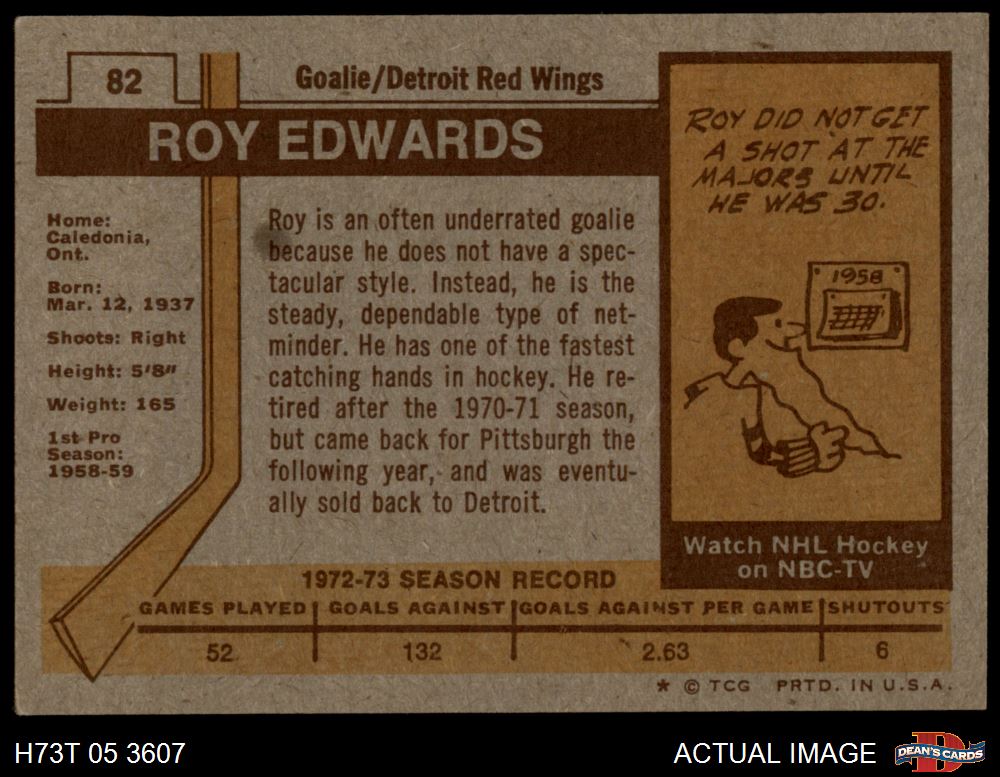 82
Goalie/Detroit Red Wings
ROY EDWARDS
Home:
Caledonia,
Ont.
Born:
Mar. 12, 1937
Shoots: Right
Height: 5'8"
Weight: 165
1st Pro
Season:
1958-59
Roy is an often underrated goalie
because he does not have a spec-
tacular style. Instead, he is the
steady, dependable type of net-
minder. He has one of the fastest
catching hands in hockey. He re-
tired after the 1970-71 season,
but came back for Pittsburgh the
following year, and was eventu-
ally sold back to Detroit.
ROY DID NOT GET
A SHOT AT THE
MAJORS UNTIL
HE WAS 30.
1958
Watch NHL Hockey
on NBC-TV
1972-73 SEASON RECORD
GAMES PLAYED GOALS AGAINST GOALS AGAINST PER GAME SHUTOUTS
52 132 2.63 6
* © TCG PRTD. IN U.S.A.
H73T 05 3607
ACTUAL IMAGE
D
DEAN'S CARDS